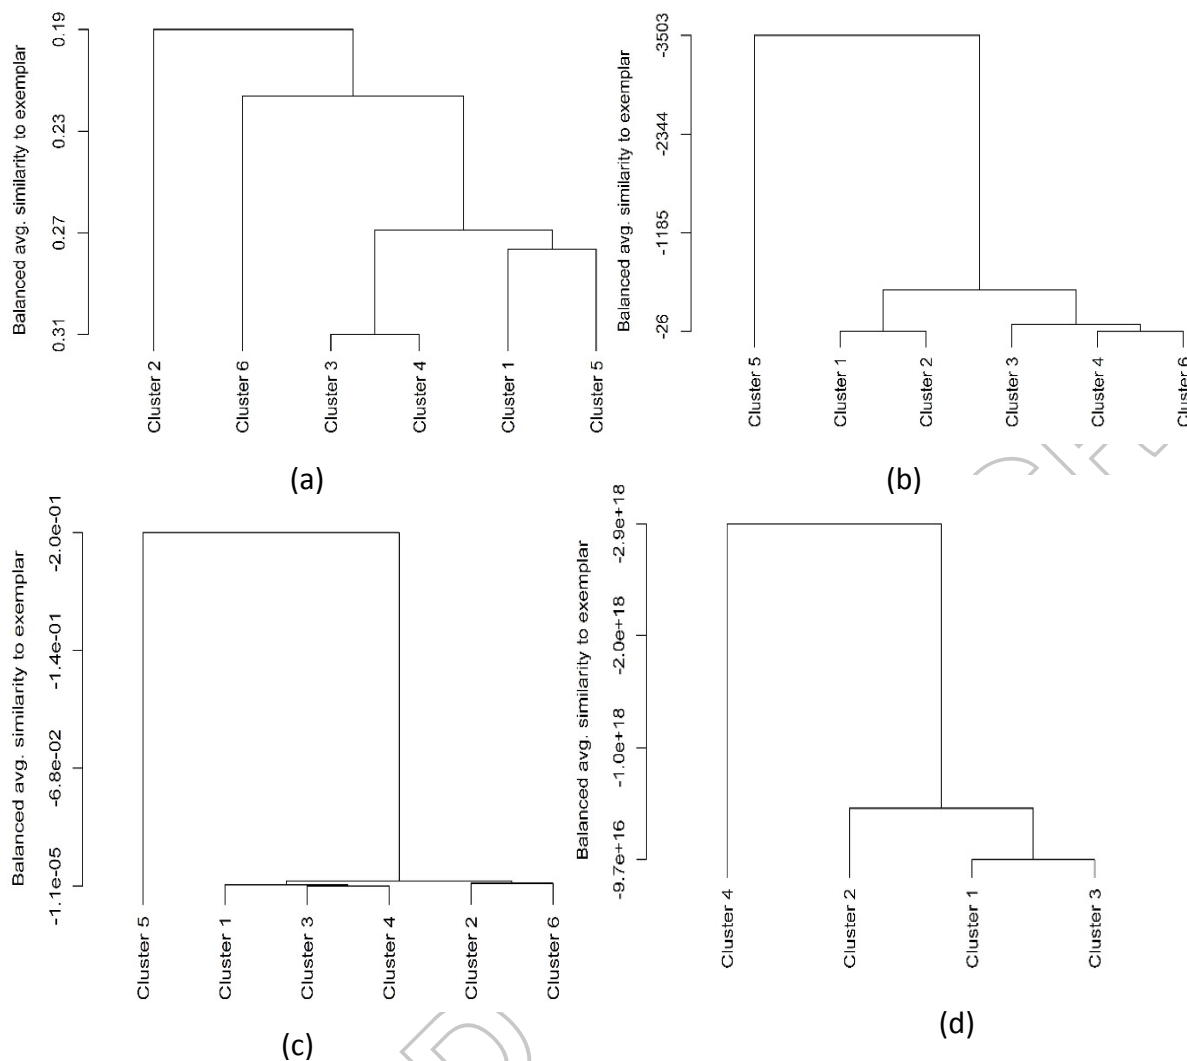 Balanced avg. similarity to exemplar
0.19
0.23
0.27
0.31
Cluster 2
Cluster 6
Cluster 3
Cluster 4
Cluster 1
Cluster 5
(a)
Balanced avg. similarity to exemplar
-3503
-2344
-1185
-26
Cluster 5
Cluster 1
Cluster 2
Cluster 3
Cluster 4
Cluster 6
(b)
Balanced avg. similarity to exemplar
-2.0e-01
-1.4e-01
-6.8e-02
-1.1e-05
Cluster 5
Cluster 1
Cluster 3
Cluster 4
Cluster 2
Cluster 6
(c)
Balanced avg. similarity to exemplar
-2.9e+18
-2.0e+18
-1.0e+18
-9.7e+16
Cluster 4
Cluster 2
Cluster 1
Cluster 3
(d)